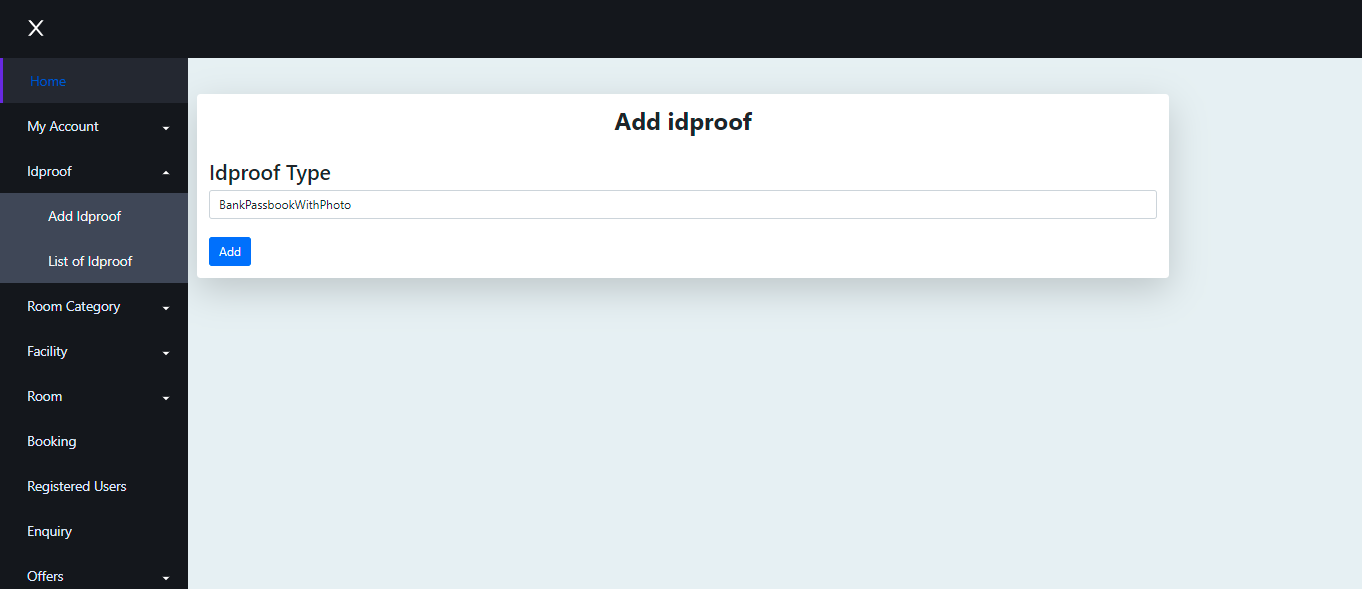 X
Home
My Account
Idproof
Add Idproof
List of Idproof
Room Category
Facility
Room
Booking
Registered Users
Enquiry
Offers
Add idproof
Idproof Type
BankPassbookWithPhoto
Add